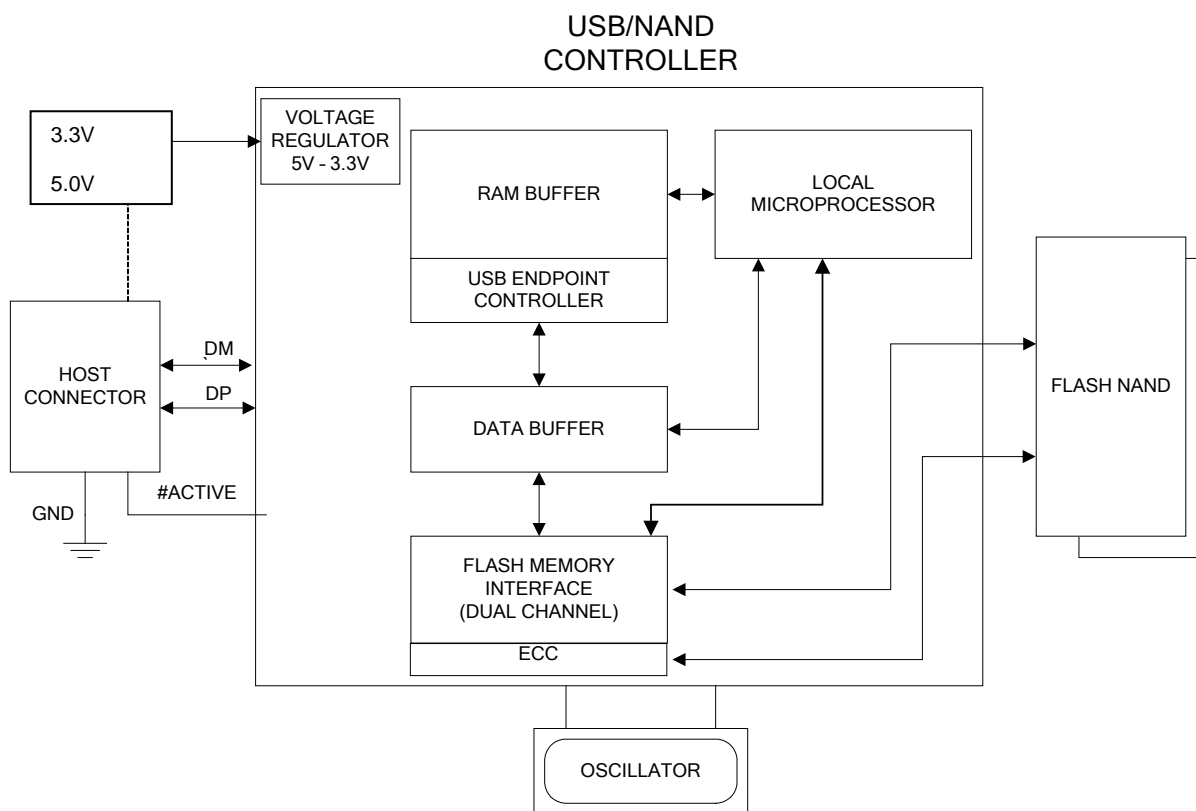 USB/NAND
CONTROLLER
3.3V
5.0V
VOLTAGE
REGULATOR
5V - 3.3V
RAM BUFFER
LOCAL
MICROPROCESSOR
USB ENDPOINT
CONTROLLER
HOST
CONNECTOR
DM
DP
#ACTIVE
GND
DATA BUFFER
FLASH MEMORY
INTERFACE
(DUAL CHANNEL)
ECC
FLASH NAND
OSCILLATOR